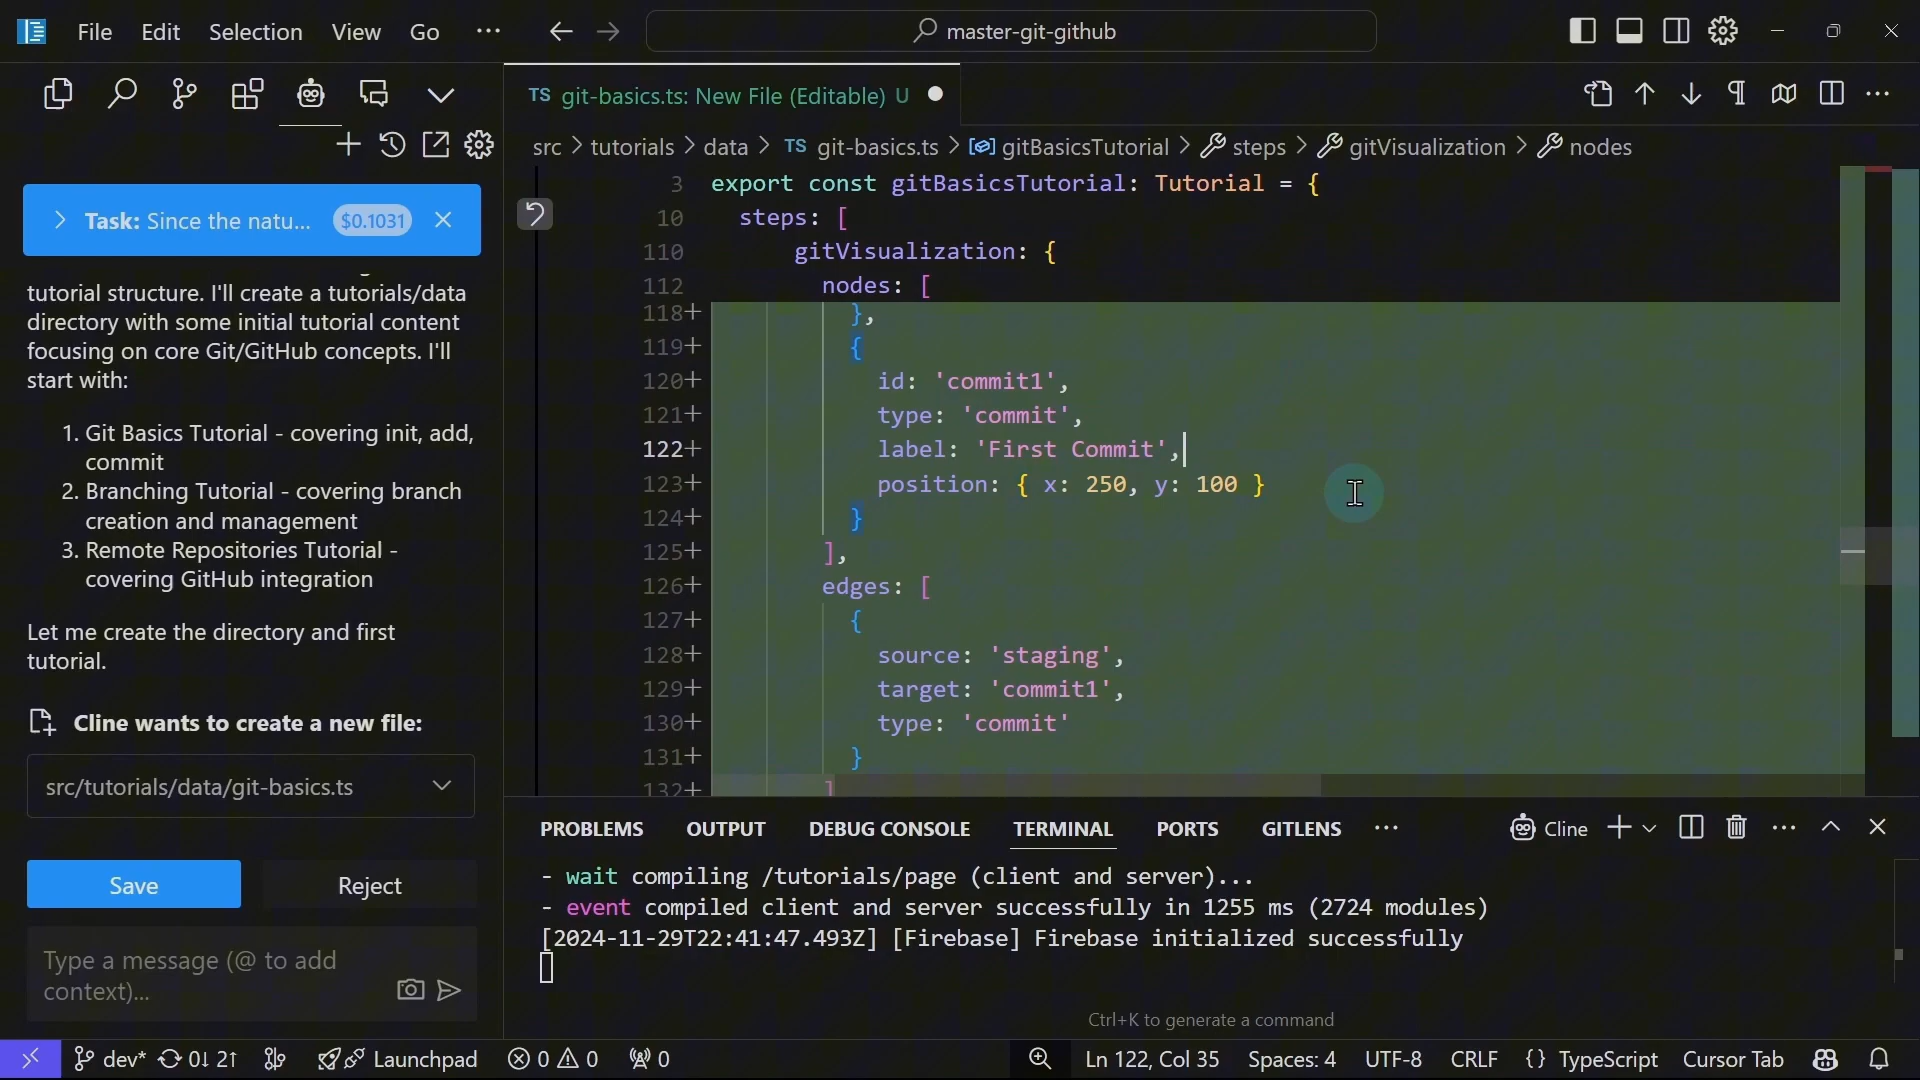 File Edit Selection View Go ··· master-git-github
TS git-basics.ts: New File (Editable) U
src > tutorials > data > TS git-basics.ts > gitBasicsTutorial > steps > gitVisualization > nodes
> Task: Since the natu... $0.1031
tutorial structure. I'll create a tutorials/data
directory with some initial tutorial content
focusing on core Git/GitHub concepts. I'll
start with:
1. Git Basics Tutorial - covering init, add,
commit
2. Branching Tutorial - covering branch
creation and management
3. Remote Repositories Tutorial -
covering GitHub integration
Let me create the directory and first
tutorial.
Cline wants to create a new file:
src/tutorials/data/git-basics.ts
Save Reject
Type a message (@ to add
context)...
3 export const gitBasicsTutorial: Tutorial = {
10 steps: [
110 gitVisualization: {
112 nodes: [
118+ },
119+ {
120+ id: 'commit1',
121+ type: 'commit',
122+ label: 'First Commit',
123+ position: { x: 250, y: 100 }
124+ }
125+ ],
126+ edges: [
127+ {
128+ source: 'staging',
129+ target: 'commit1',
130+ type: 'commit'
131+ }
132+ ]
PROBLEMS OUTPUT DEBUG CONSOLE TERMINAL PORTS GITLENS ··· Cline
- wait compiling /tutorials/page (client and server)...
- event compiled client and server successfully in 1255 ms (2724 modules)
[2024-11-29T22:41:47.493Z] [Firebase] Firebase initialized successfully
Ctrl+K to generate a command
dev* 0↓ 2↑ Launchpad 0 0 0 Ln 122, Col 35 Spaces: 4 UTF-8 CRLF {} TypeScript Cursor Tab